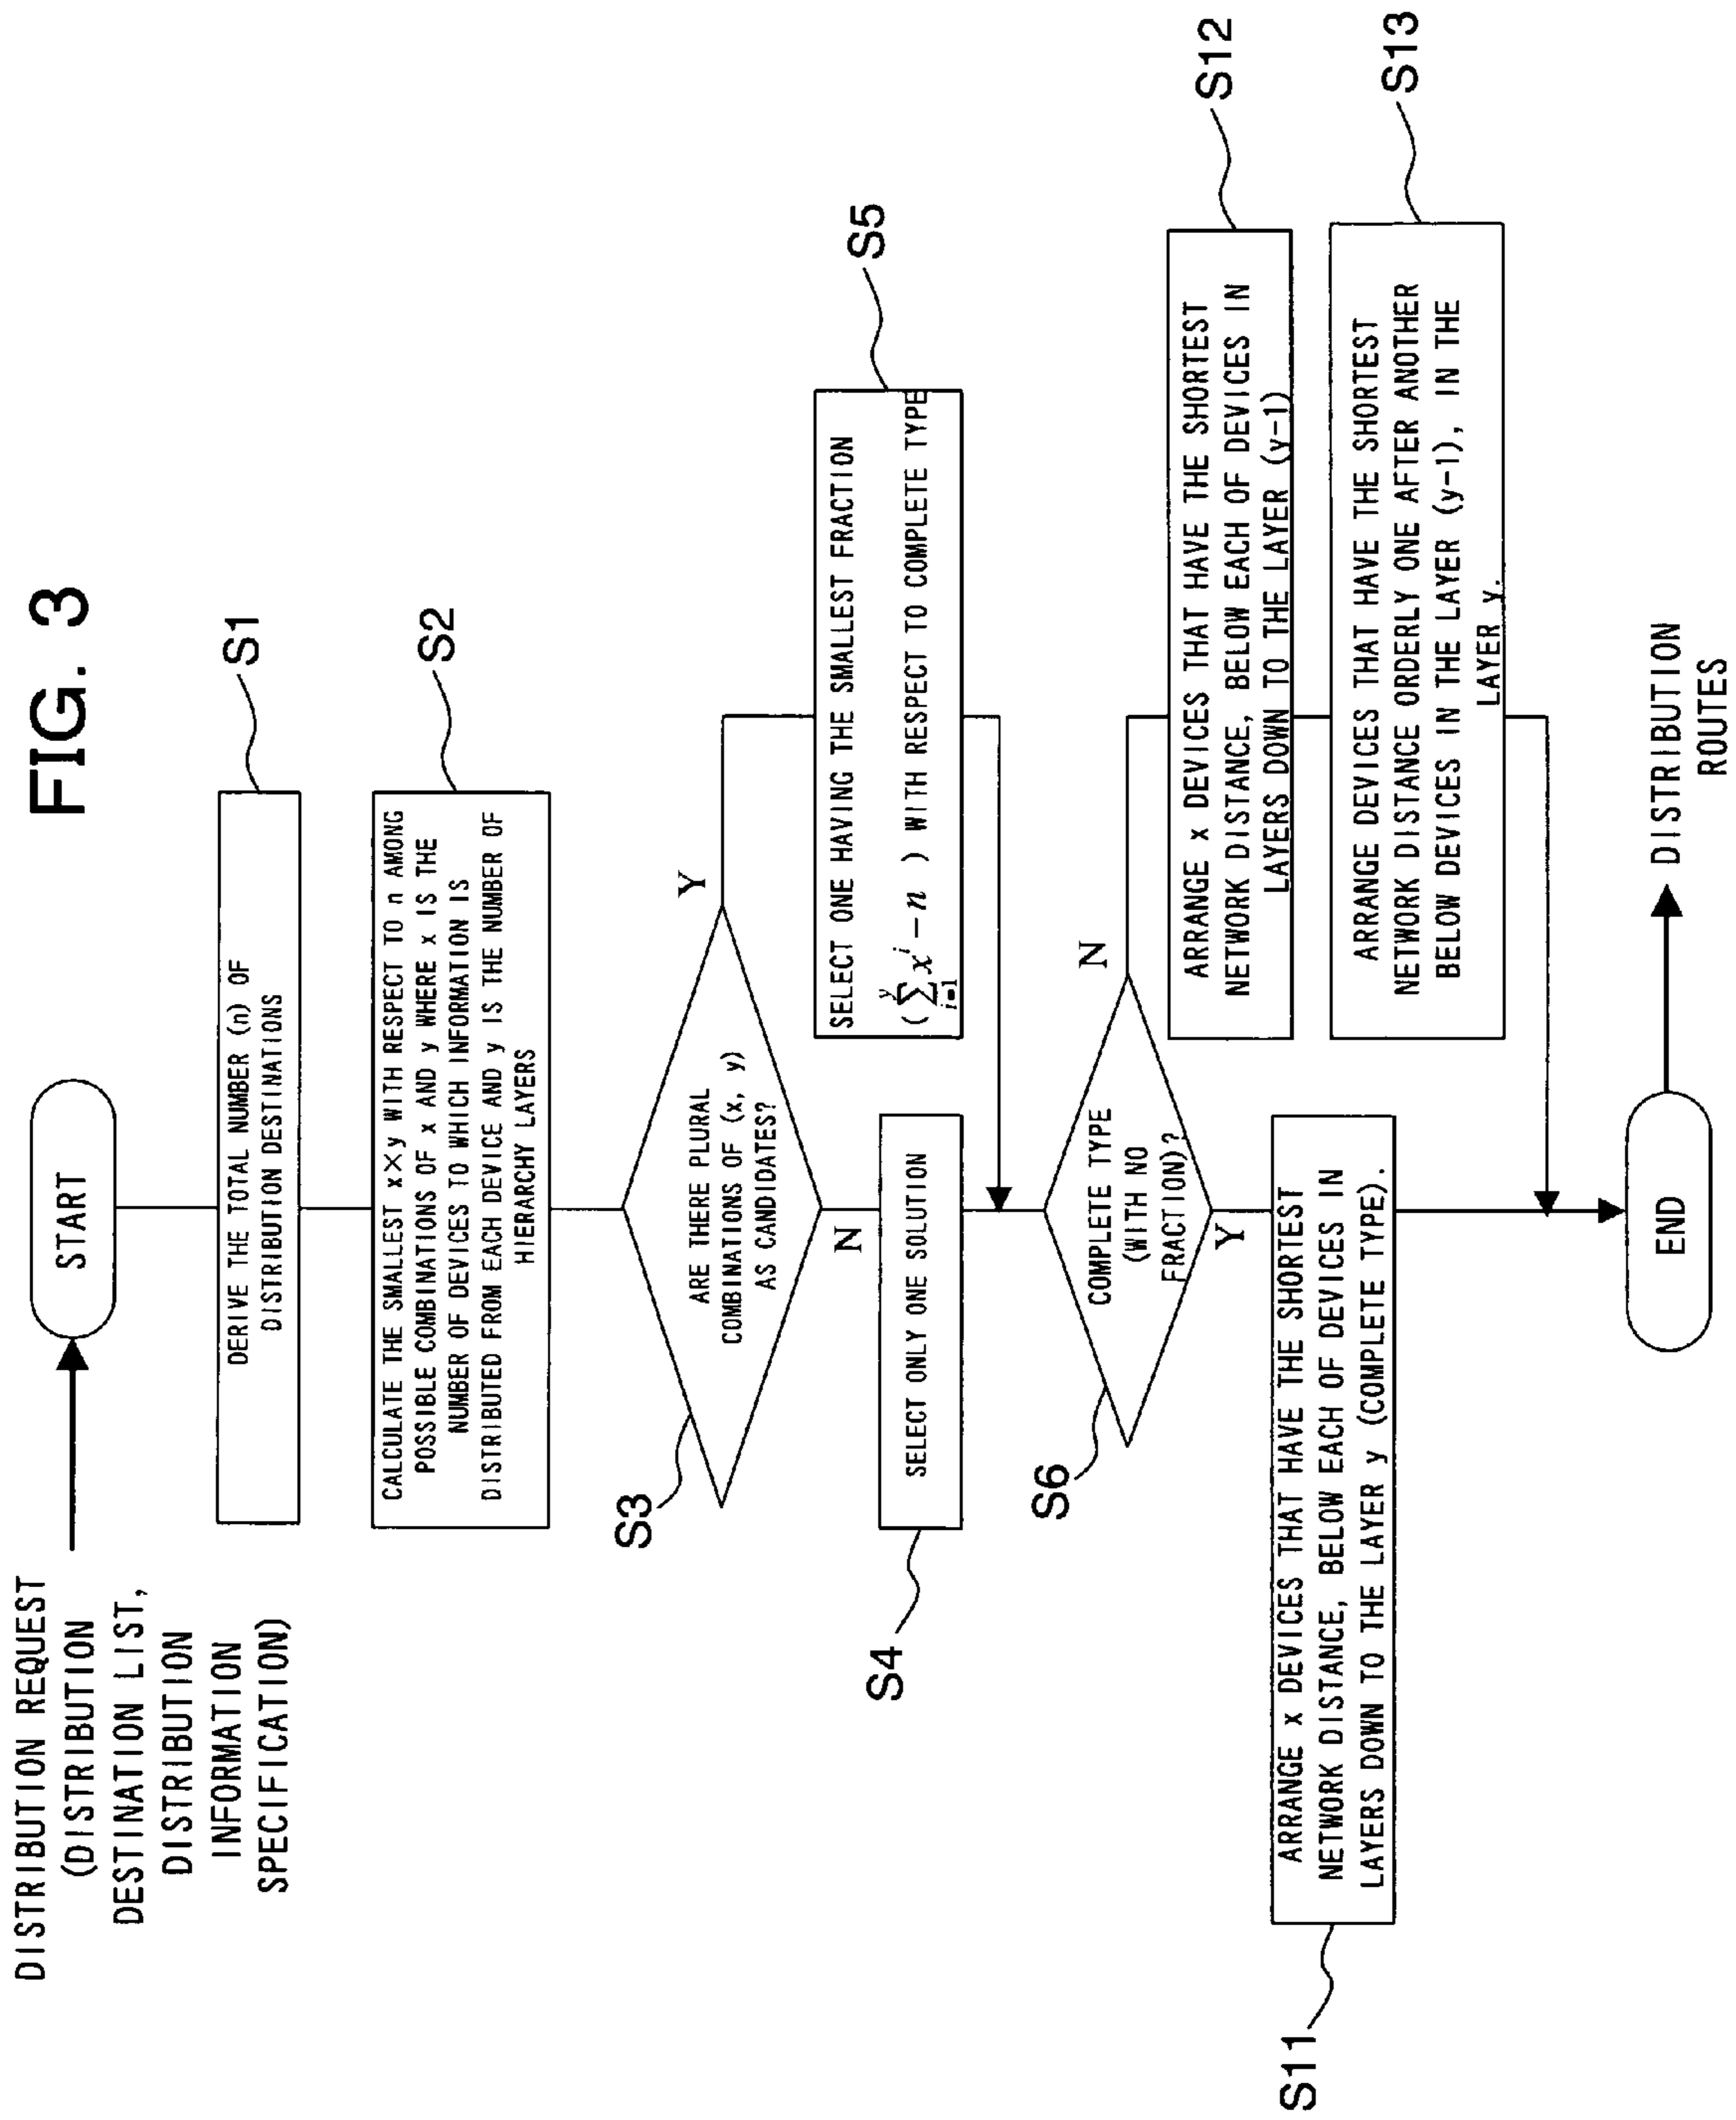 FIG. 3
DISTRIBUTION REQUEST
(DISTRIBUTION
DESTINATION LIST,
DISTRIBUTION
INFORMATION
SPECIFICATION)
START
S1
DERIVE THE TOTAL NUMBER (n) OF
DISTRIBUTION DESTINATIONS
S2
CALCULATE THE SMALLEST x×y WITH RESPECT TO n AMONG
POSSIBLE COMBINATIONS OF x AND y WHERE x IS THE
NUMBER OF DEVICES TO WHICH INFORMATION IS
DISTRIBUTED FROM EACH DEVICE AND y IS THE NUMBER OF
HIERARCHY LAYERS
S3
ARE THERE PLURAL
COMBINATIONS OF (x, y)
AS CANDIDATES?
Y
N
S5
SELECT ONE HAVING THE SMALLEST FRACTION
(∑_{i=1}^{y} x^i − n ) WITH RESPECT TO COMPLETE TYPE
S4
SELECT ONLY ONE SOLUTION
S6
COMPLETE TYPE
(WITH NO
FRACTION)?
N
Y
S12
ARRANGE x DEVICES THAT HAVE THE SHORTEST
NETWORK DISTANCE, BELOW EACH OF DEVICES IN
LAYERS DOWN TO THE LAYER (y-1)
S13
ARRANGE DEVICES THAT HAVE THE SHORTEST
NETWORK DISTANCE ORDERLY ONE AFTER ANOTHER
BELOW DEVICES IN THE LAYER (y-1), IN THE
LAYER y.
S11
ARRANGE x DEVICES THAT HAVE THE SHORTEST
NETWORK DISTANCE, BELOW EACH OF DEVICES IN
LAYERS DOWN TO THE LAYER y (COMPLETE TYPE).
END
DISTRIBUTION
ROUTES